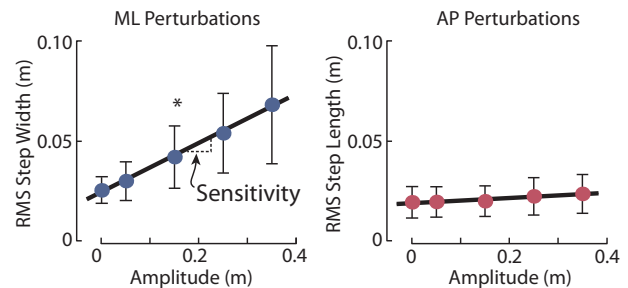 ML Perturbations
RMS Step Width (m)
0.10
0.05
0
*
Sensitivity
0
0.2
0.4
Amplitude (m)
AP Perturbations
RMS Step Length (m)
0.10
0.05
0
0
0.2
0.4
Amplitude (m)